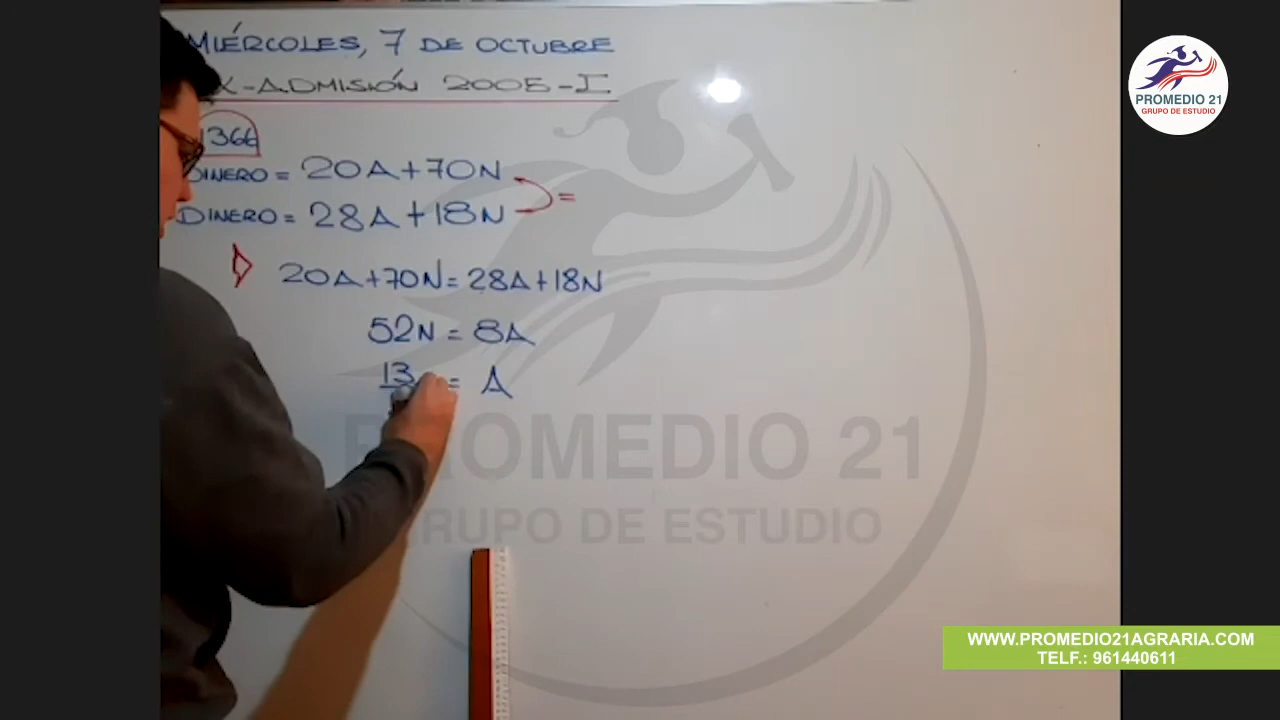 MIÉRCOLES, 7 DE OCTUBRE
X-ADMISIÓN 2005-I
1366
DINERO = 20A+70N
=
DINERO = 28A+18N
20A+70N=28A+18N
52N = 8A
13 = A
PROMEDIO 21
GRUPO DE ESTUDIO
PROMEDIO 21
GRUPO DE ESTUDIO
WWW.PROMEDIO21AGRARIA.COM
TELF.: 961440611